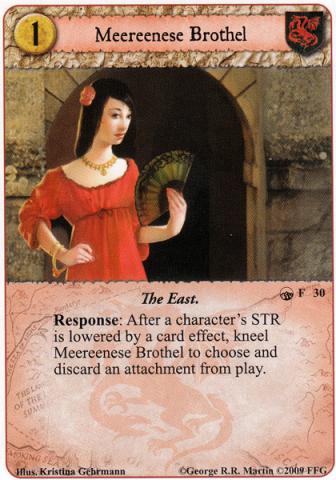 1
Meereenese Brothel
The East.
F 30
Response: After a character's STR
is lowered by a card effect, kneel
Meereenese Brothel to choose and
discard an attachment from play.
SUMM
Illus. Kristina Gehrmann
©George R.R. Martin ©2009 FFG